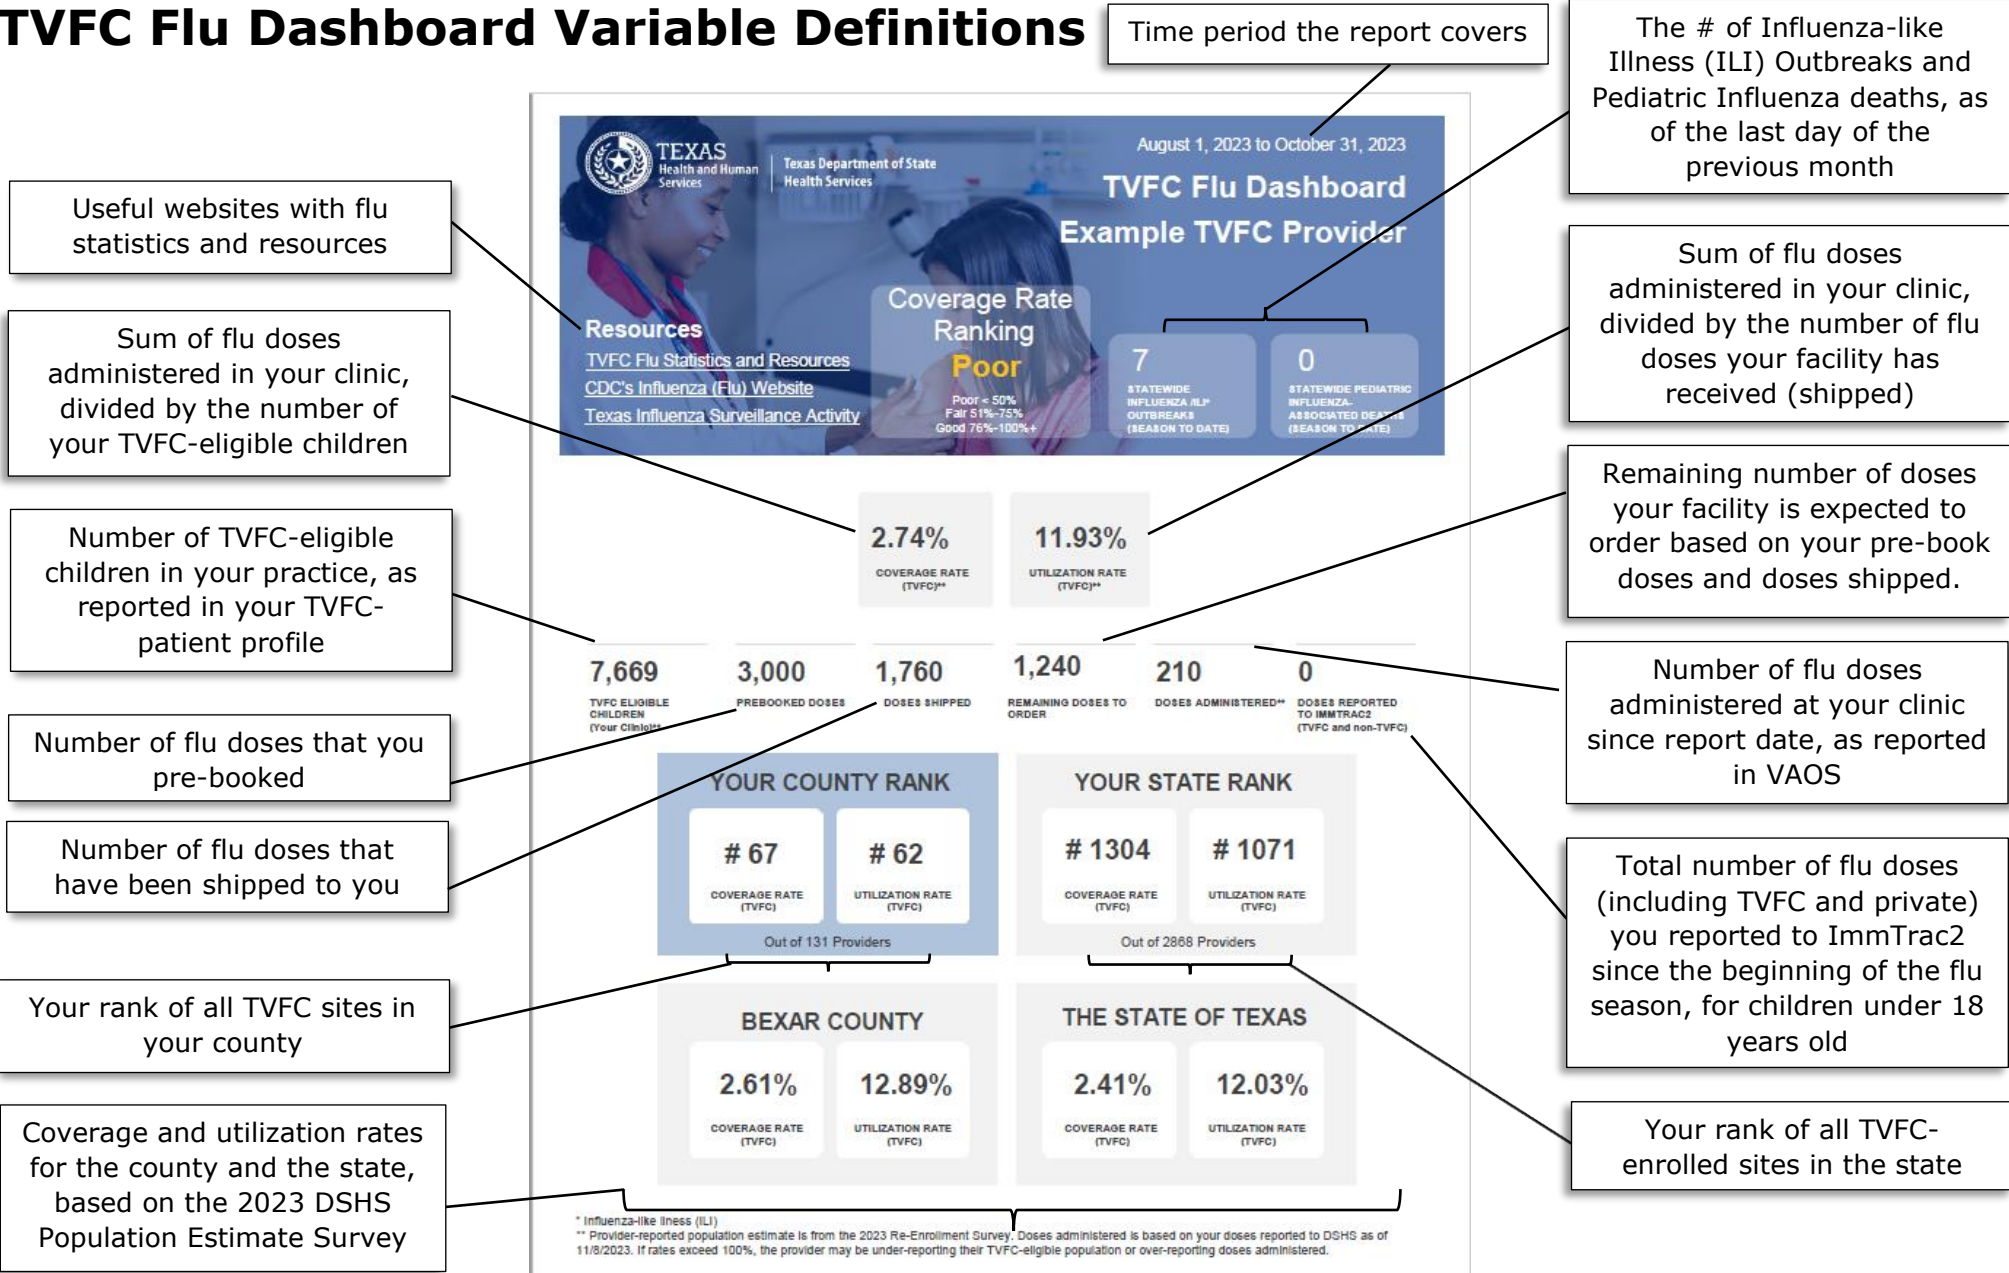 TVFC Flu Dashboard Variable Definitions
Time period the report covers
The # of Influenza-like
Illness (ILI) Outbreaks and
Pediatric Influenza deaths, as
of the last day of the
previous month
Useful websites with flu
statistics and resources
Sum of flu doses
administered in your clinic,
divided by the number of
your TVFC-eligible children
Number of TVFC-eligible
children in your practice, as
reported in your TVFC-
patient profile
Number of flu doses that you
pre-booked
Number of flu doses that
have been shipped to you
Your rank of all TVFC sites in
your county
Coverage and utilization rates
for the county and the state,
based on the 2023 DSHS
Population Estimate Survey
TEXAS
Health and Human
Services
Texas Department of State
Health Services
August 1, 2023 to October 31, 2023
TVFC Flu Dashboard
Example TVFC Provider
Resources
TVFC Flu Statistics and Resources
CDC's Influenza (Flu) Website
Texas Influenza Surveillance Activity
Coverage Rate
Ranking
Poor
Poor < 50%
Fair 51%-75%
Good 76%-100%+
7
STATEWIDE
INFLUENZA /ILI*
OUTBREAKS
(SEASON TO DATE)
0
STATEWIDE PEDIATRIC
INFLUENZA-
ASSOCIATED DEATHS
(SEASON TO DATE)
2.74%
COVERAGE RATE
(TVFC)**
11.93%
UTILIZATION RATE
(TVFC)**
7,669
TVFC ELIGIBLE
CHILDREN
(Your Clinic)**
3,000
PREBOOKED DOSES
1,760
DOSES SHIPPED
1,240
REMAINING DOSES TO
ORDER
210
DOSES ADMINISTERED**
0
DOSES REPORTED
TO IMMTRAC2
(TVFC and non-TVFC)
YOUR COUNTY RANK
# 67
COVERAGE RATE
(TVFC)
# 62
UTILIZATION RATE
(TVFC)
Out of 131 Providers
YOUR STATE RANK
# 1304
COVERAGE RATE
(TVFC)
# 1071
UTILIZATION RATE
(TVFC)
Out of 2868 Providers
BEXAR COUNTY
2.61%
COVERAGE RATE
(TVFC)
12.89%
UTILIZATION RATE
(TVFC)
THE STATE OF TEXAS
2.41%
COVERAGE RATE
(TVFC)
12.03%
UTILIZATION RATE
(TVFC)
* Influenza-like Iness (ILI)
** Provider-reported population estimate is from the 2023 Re-Enrollment Survey. Doses administered is based on your doses reported to DSHS as of
11/8/2023. If rates exceed 100%, the provider may be under-reporting their TVFC-eligible population or over-reporting doses administered.
Sum of flu doses
administered in your clinic,
divided by the number of flu
doses your facility has
received (shipped)
Remaining number of doses
your facility is expected to
order based on your pre-book
doses and doses shipped.
Number of flu doses
administered at your clinic
since report date, as reported
in VAOS
Total number of flu doses
(including TVFC and private)
you reported to ImmTrac2
since the beginning of the flu
season, for children under 18
years old
Your rank of all TVFC-
enrolled sites in the state